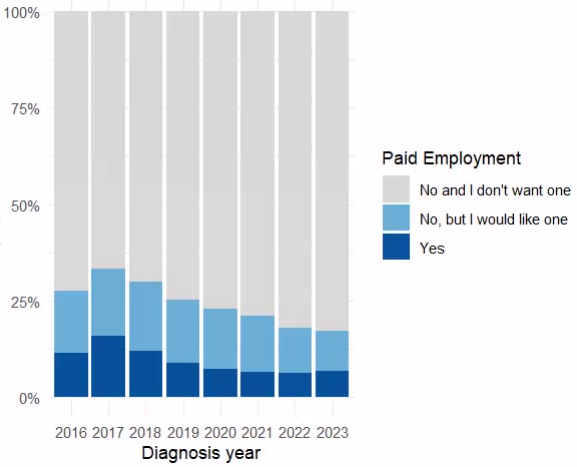 100%
75%
50%
25%
0%
2016 2017 2018 2019 2020 2021 2022 2023
Diagnosis year
Paid Employment
No and I don't want one
No, but I would like one
Yes